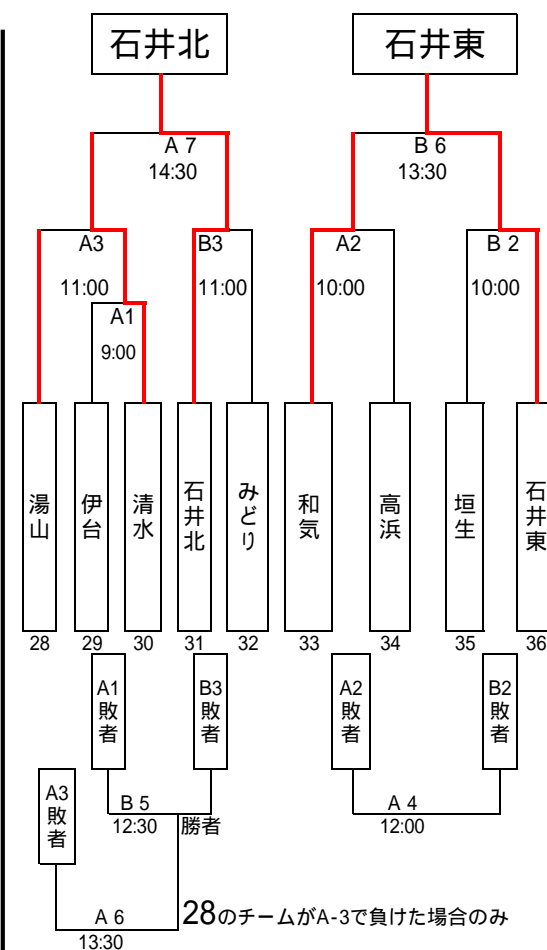 石井北
石井東
A 7
14:30
B 6
13:30
A3
11:00
B3
11:00
A2
10:00
B 2
10:00
A1
9:00
湯山
伊台
清水
石井北
みどり
和気
高浜
垣生
石井東
28
29
30
31
32
33
34
35
36
A1敗者
B3敗者
A2敗者
B2敗者
A3敗者
B 5
12:30
勝者
A 4
12:00
A 6
13:30
28のチームがA-3で負けた場合のみ